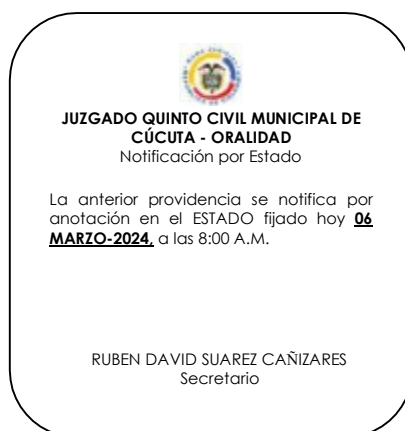 JUZGADO QUINTO CIVIL MUNICIPAL DE
CÚCUTA - ORALIDAD
Notificación por Estado
La anterior providencia se notifica por
anotación en el ESTADO fijado hoy 06
MARZO-2024, a las 8:00 A.M.
RUBEN DAVID SUAREZ CAÑIZARES
Secretario